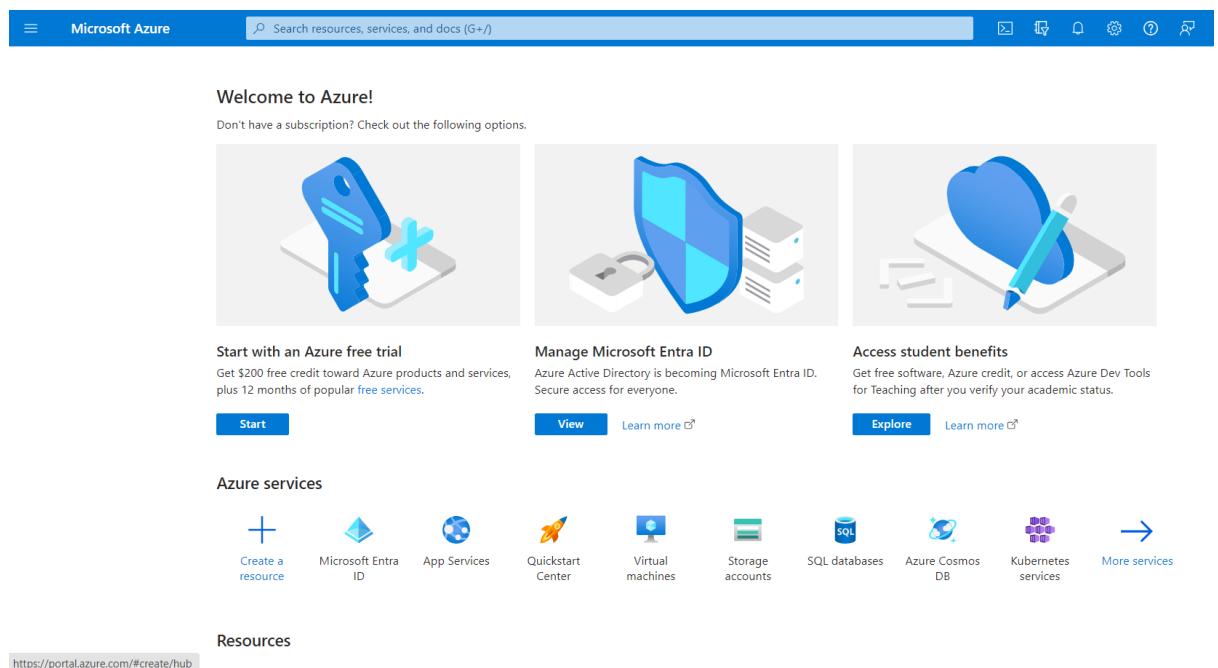 Microsoft Azure
Search resources, services, and docs (G+/)
Welcome to Azure!
Don't have a subscription? Check out the following options.
Start with an Azure free trial
Get $200 free credit toward Azure products and services,
plus 12 months of popular free services.
Start
Manage Microsoft Entra ID
Azure Active Directory is becoming Microsoft Entra ID.
Secure access for everyone.
View
Learn more
Access student benefits
Get free software, Azure credit, or access Azure Dev Tools
for Teaching after you verify your academic status.
Explore
Learn more
Azure services
Create a
resource
Microsoft Entra
ID
App Services
Quickstart
Center
Virtual
machines
Storage
accounts
SQL
SQL databases
Azure Cosmos
DB
Kubernetes
services
More services
Resources
https://portal.azure.com/#create/hub